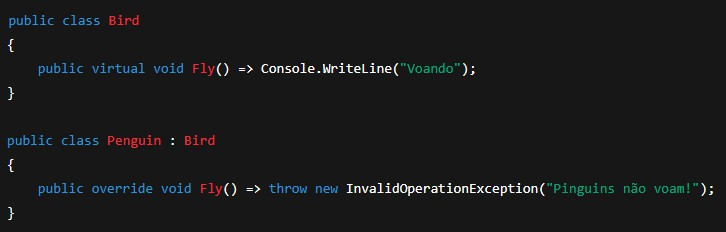 public class Bird
{
    public virtual void Fly() => Console.WriteLine("Voando");
}

public class Penguin : Bird
{
    public override void Fly() => throw new InvalidOperationException("Pinguins não voam!");
}